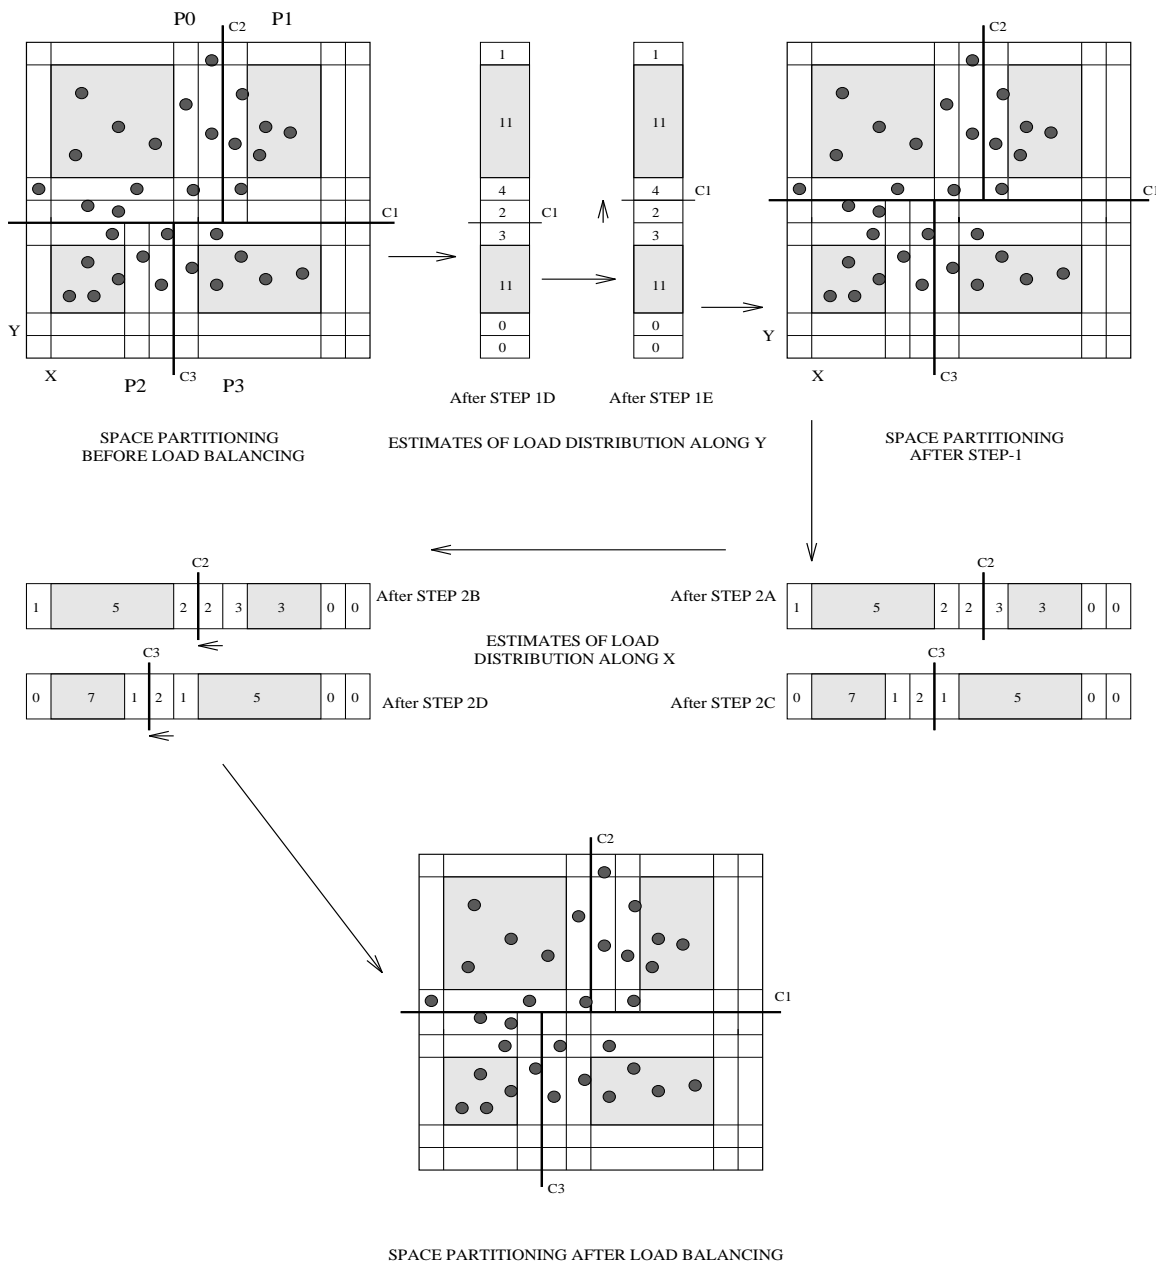 P0
P1
C2
C1
Y
X
P2
C3
P3
SPACE PARTITIONING
BEFORE LOAD BALANCING
1
11
4
2
C1
3
11
0
0
After STEP 1D
1
11
4
C1
2
3
11
0
0
After STEP 1E
ESTIMATES OF LOAD DISTRIBUTION ALONG Y
C2
C1
Y
X
C3
SPACE PARTITIONING
AFTER STEP-1
C2
1 5 2 2 3 3 0 0
After STEP 2B
C3
0 7 1 2 1 5 0 0
After STEP 2D
ESTIMATES OF LOAD
DISTRIBUTION ALONG X
C2
After STEP 2A
1 5 2 2 3 3 0 0
C3
After STEP 2C
0 7 1 2 1 5 0 0
C2
C1
C3
SPACE PARTITIONING AFTER LOAD BALANCING